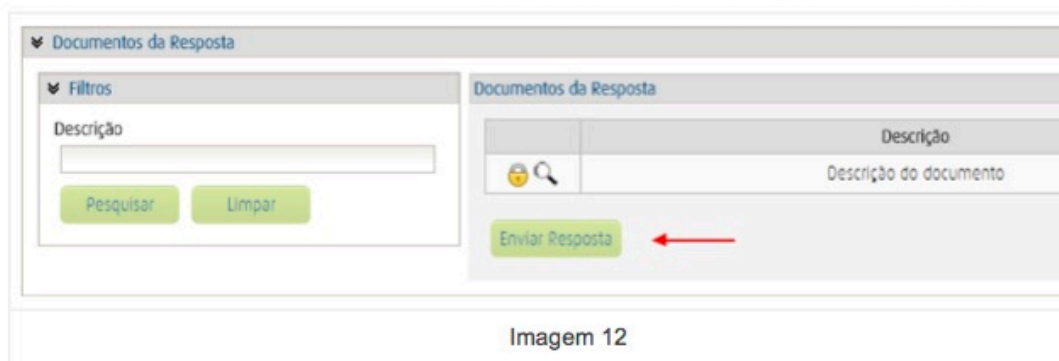 Documentos da Resposta
Filtros
Descrição
Pesquisar Limpar
Documentos da Resposta
Descrição
Descrição do documento
Enviar Resposta
Imagem 12